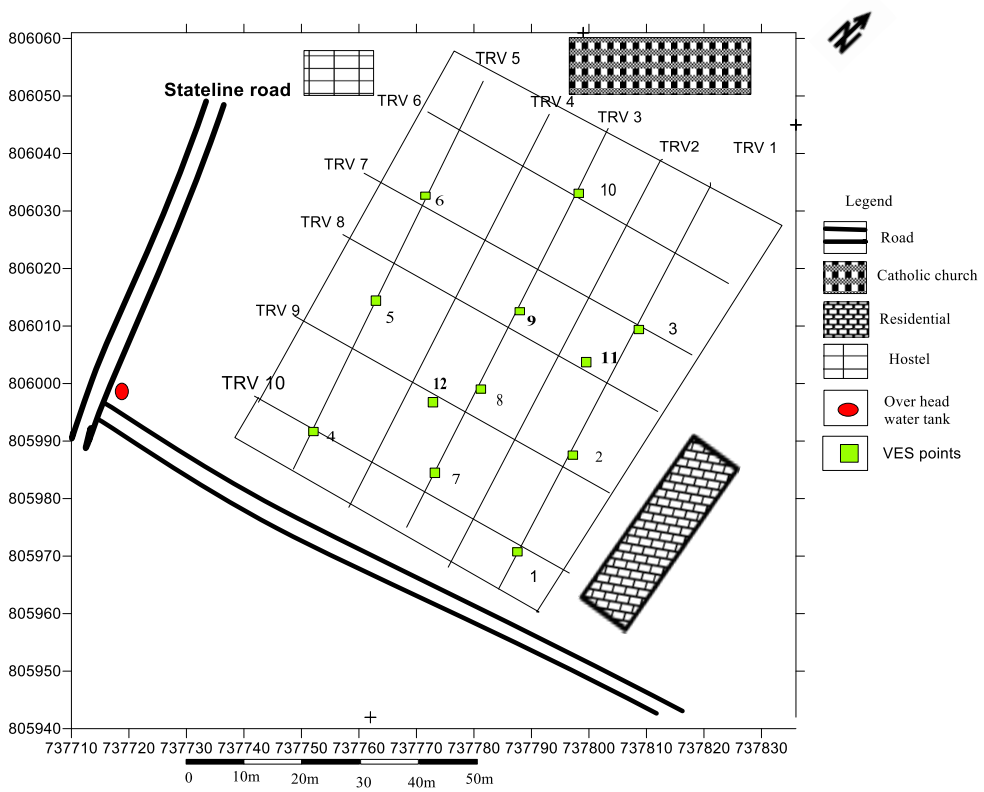 N
806060
806050
806040
806030
806020
806010
806000
805990
805980
805970
805960
805950
805940
Stateline road
TRV 5
TRV 6
TRV 4
TRV 3
TRV2
TRV 1
TRV 7
TRV 8
TRV 9
TRV 10
10
6
5
9
3
11
12
8
4
7
2
1
Legend
Road
Catholic church
Residential
Hostel
Over head
water tank
VES points
737710 737720 737730 737740 737750 737760 737770 737780 737790 737800 737810 737820 737830
0 10m 20m 30 40m 50m